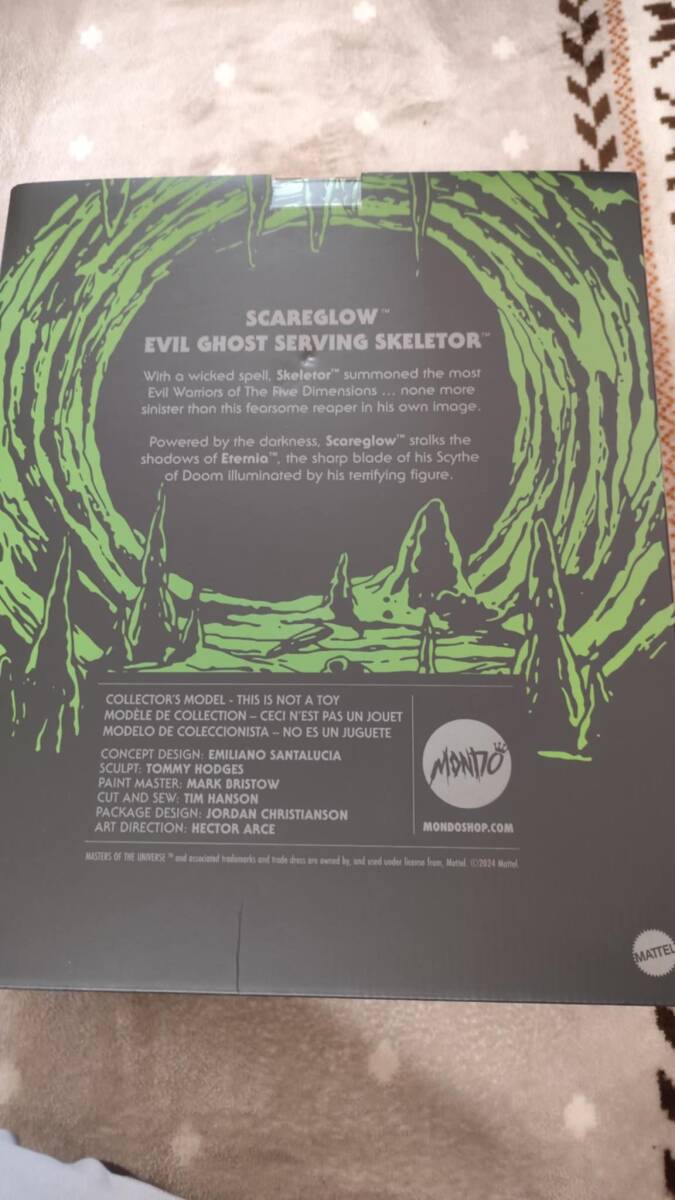 SCAREGLOW™
EVIL GHOST SERVING SKELETOR™
With a wicked spell, Skeletor™ summoned the most
Evil Warriors of The Five Dimensions ... none more
sinister than this fearsome reaper in his own image.
Powered by the darkness, Scareglow™ stalks the
shadows of Eternia™, the sharp blade of his Scythe
of Doom illuminated by his terrifying figure.
COLLECTOR'S MODEL - THIS IS NOT A TOY
MODÈLE DE COLLECTION – CECI N'EST PAS UN JOUET
MODELO DE COLECCIONISTA – NO ES UN JUGUETE
CONCEPT DESIGN: EMILIANO SANTALUCIA
SCULPT: TOMMY HODGES
PAINT MASTER: MARK BRISTOW
CUT AND SEW: TIM HANSON
PACKAGE DESIGN: JORDAN CHRISTIANSON
ART DIRECTION: HECTOR ARCE
MONDO
MONDOSHOP.COM
MASTERS OF THE UNIVERSE™ and associated trademarks and trade dress are owned by, and used under license from, Mattel. ©2024 Mattel.
MATTEL